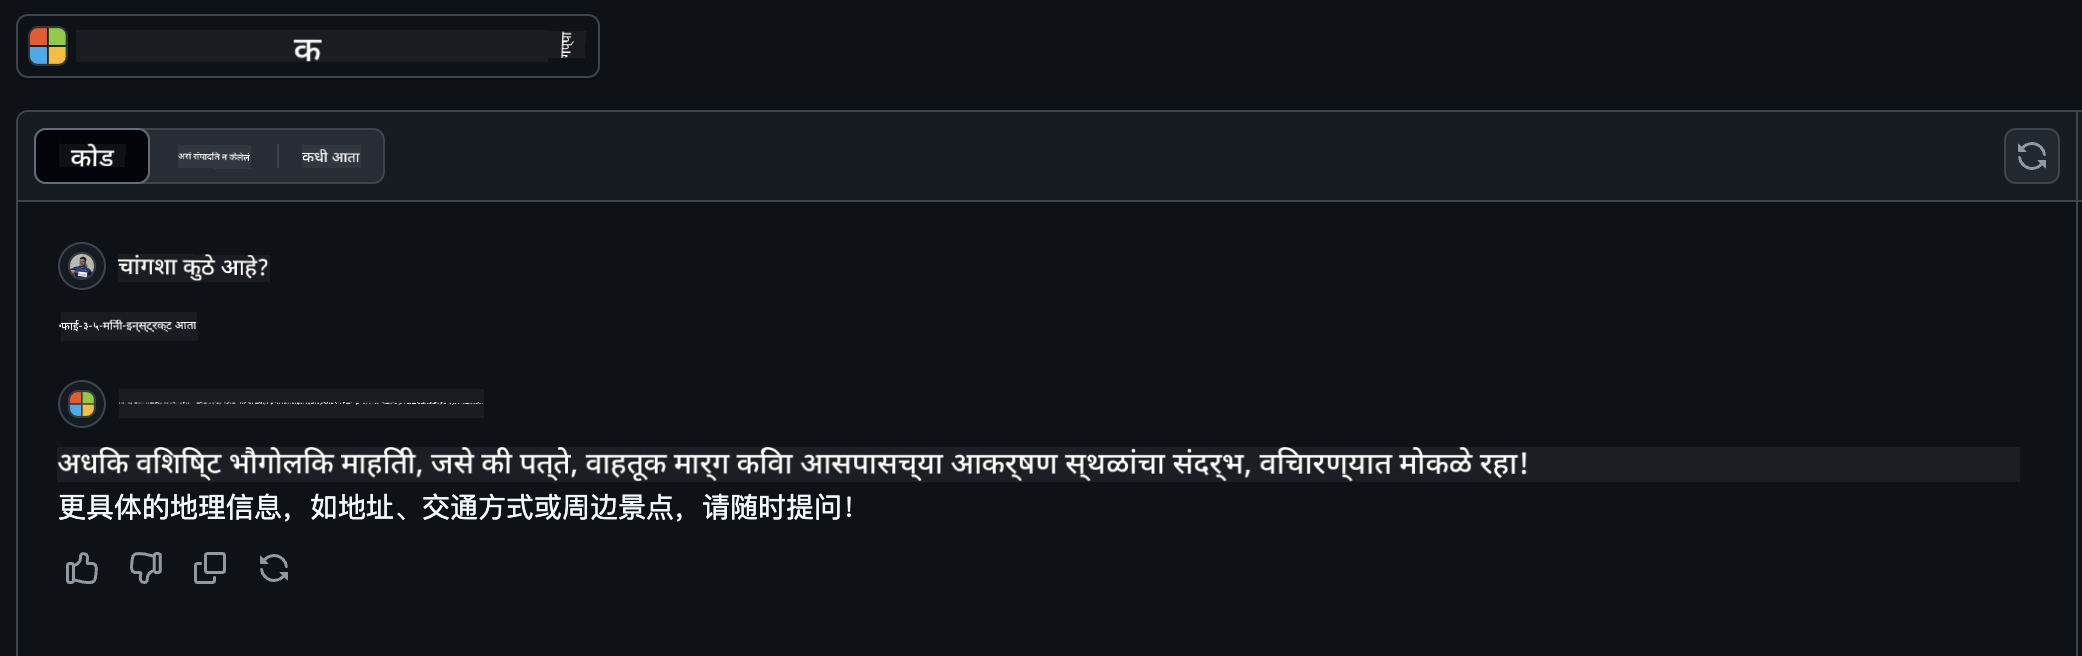 क
गप्पा
कोड
कधी आता
चांगशा कुठे आहे?
•फाई-३-५-मिनी-इन्स्ट्रक्ट आता
अधिक विशिष्ट भौगोलिक माहिती, जसे की पत्ते, वाहतूक मार्ग किंवा आसपासच्या आकर्षण स्थळांचा संदर्भ, विचारण्यात मोकळे रहा!
更具体的地理信息，如地址、交通方式或周边景点，请随时提问！